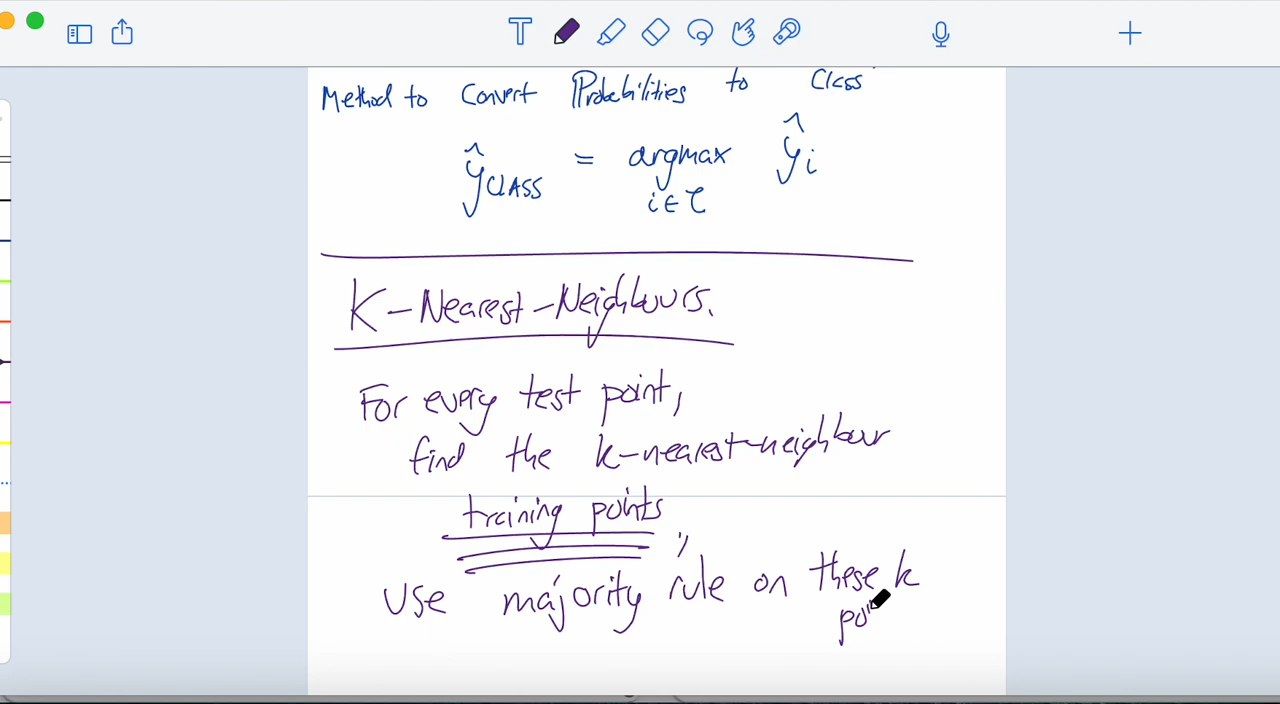 Method to Convert Probabilities to Class
ŷCLASS = argmax ŷi
i∈C
K-Nearest-Neighbours.
For every test point,
find the k-nearest-neighbour
training points,
use majority rule on these k
poi